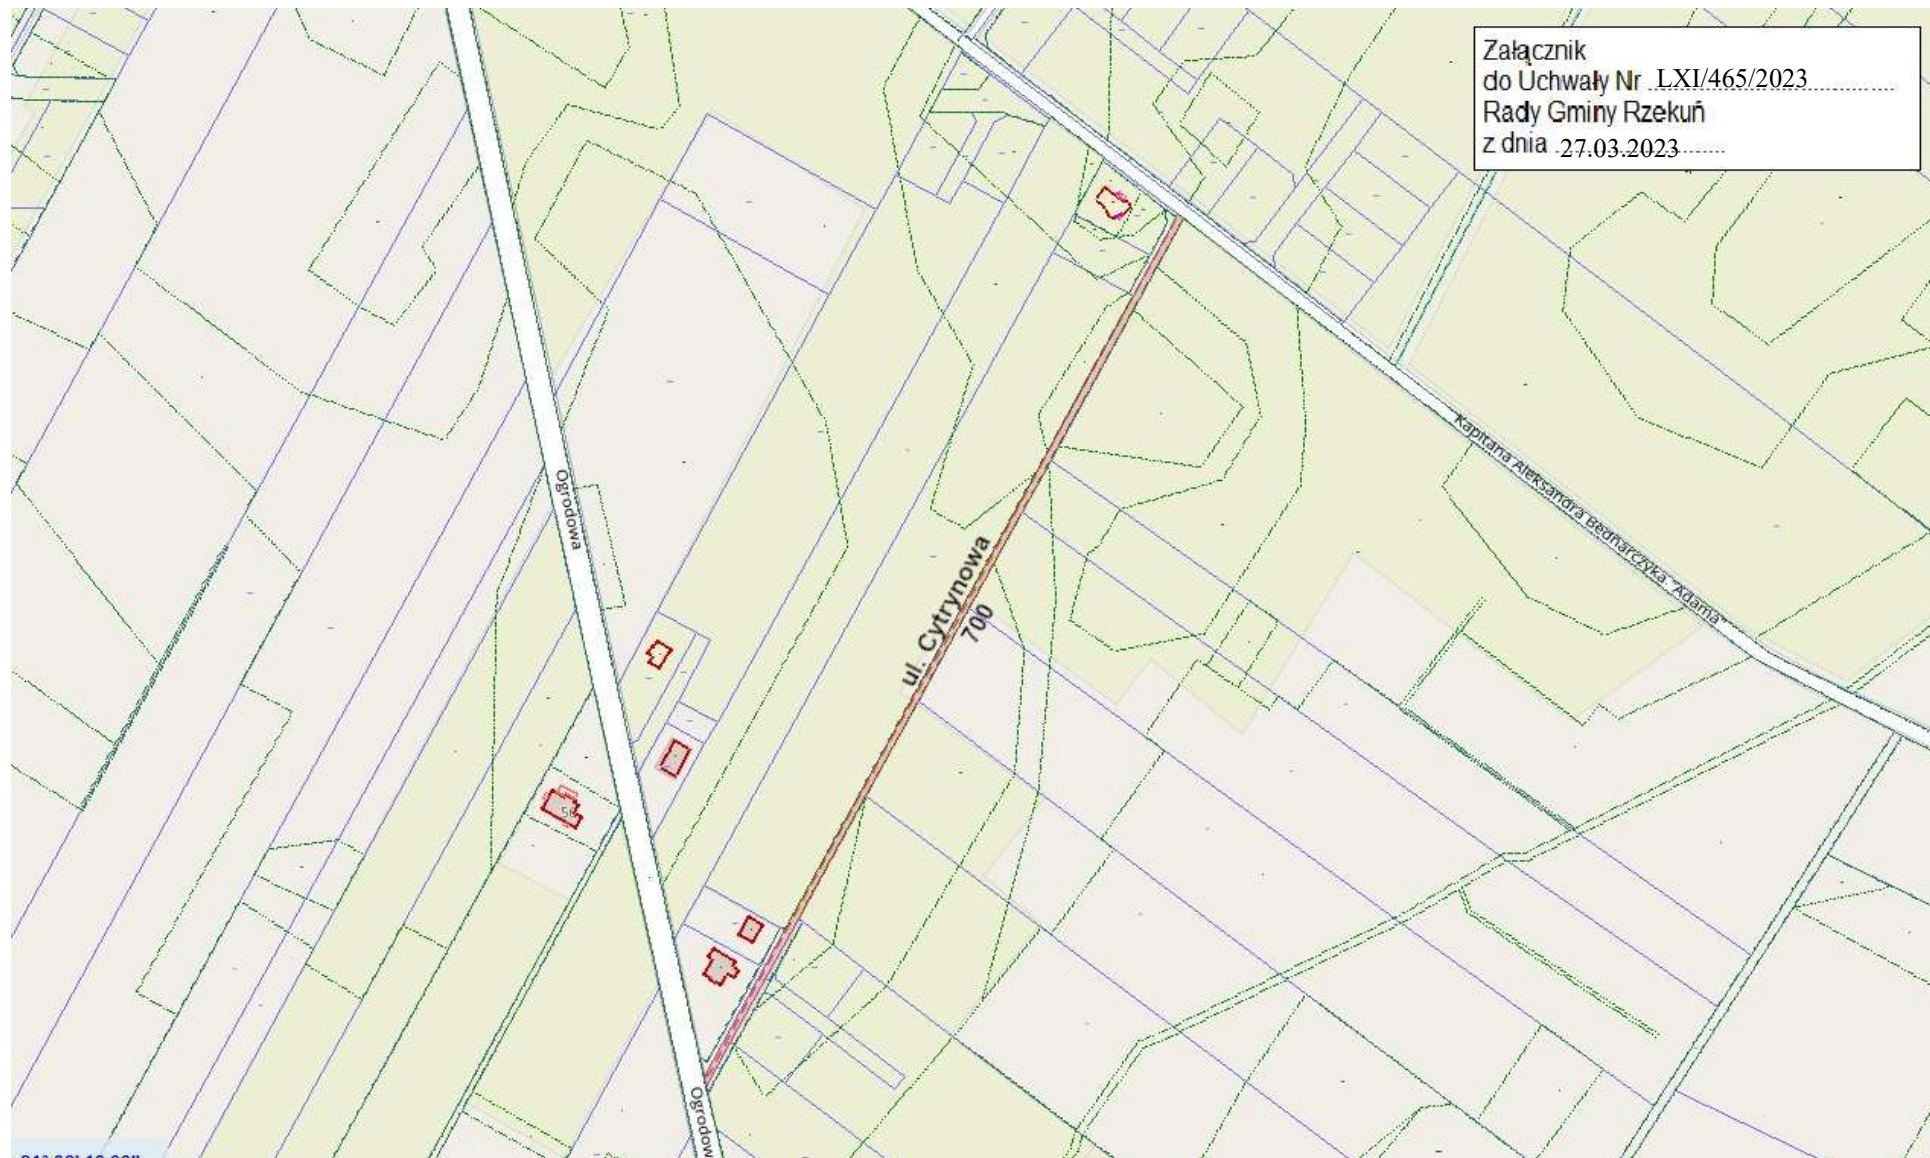 Załącznik
do Uchwały Nr LXI/465/2023
Rady Gminy Rzekuń
z dnia 27.03.2023
Kapitana Aleksandra Bednarczyka "Adama"
Ogrodowa
ul. Cytrynowa
700
Ogrodow